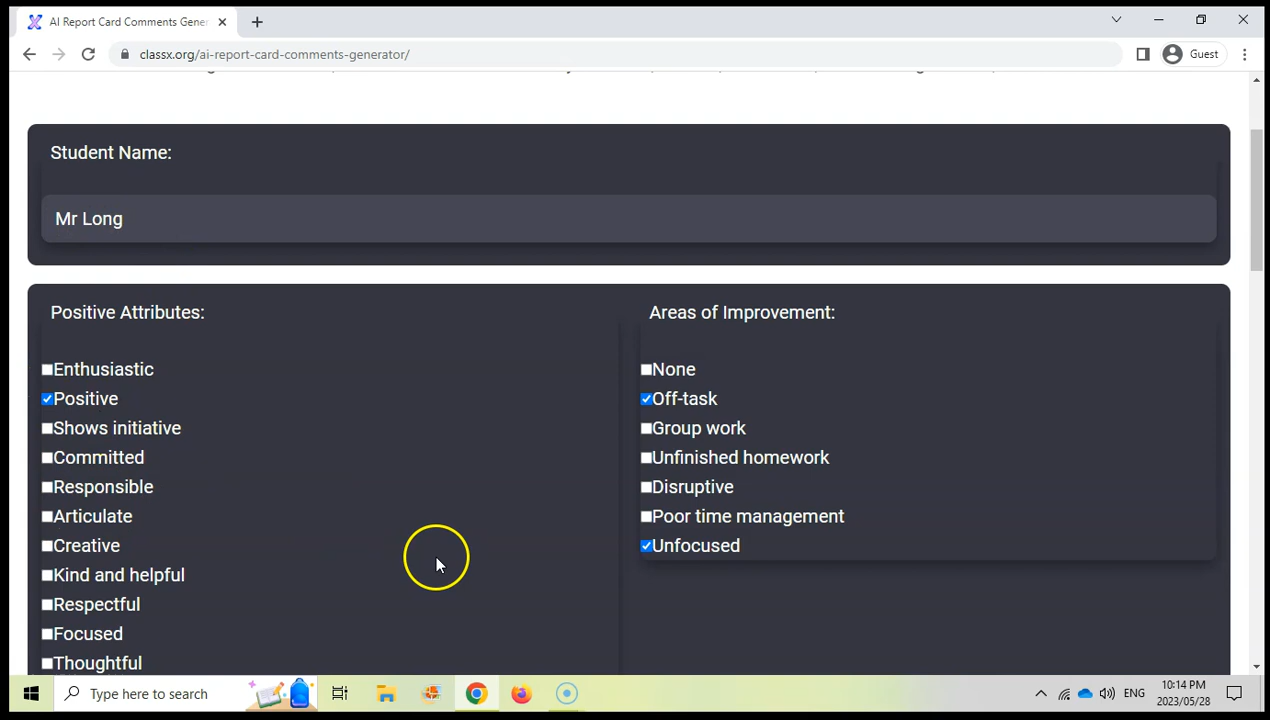 AI Report Card Comments Gener
classx.org/ai-report-card-comments-generator/
Guest
Student Name:
Mr Long
Positive Attributes:
Enthusiastic
Positive
Shows initiative
Committed
Responsible
Articulate
Creative
Kind and helpful
Respectful
Focused
Thoughtful
Areas of Improvement:
None
Off-task
Group work
Unfinished homework
Disruptive
Poor time management
Unfocused
Type here to search
ENG
10:14 PM
2023/05/28